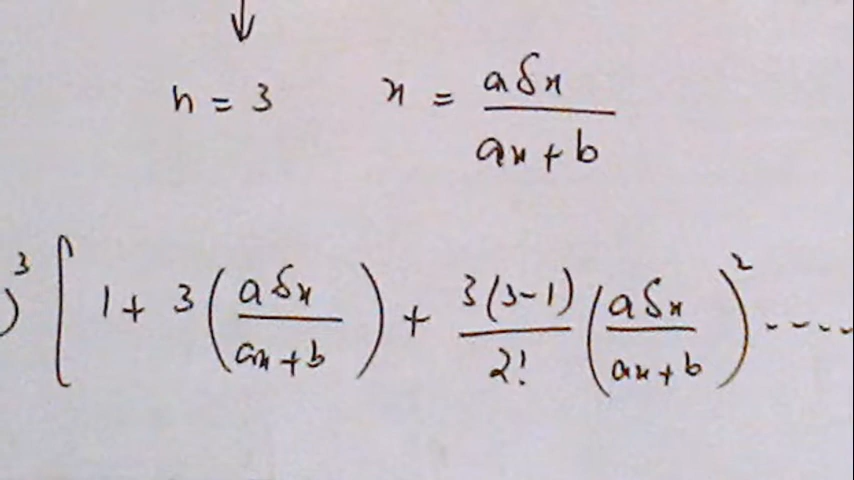 ↓
n = 3 x = aδx / ax + b
)³ [ 1 + 3 ( aδx / ax + b ) + 3(3-1) / 2! ( aδx / ax + b )² ----